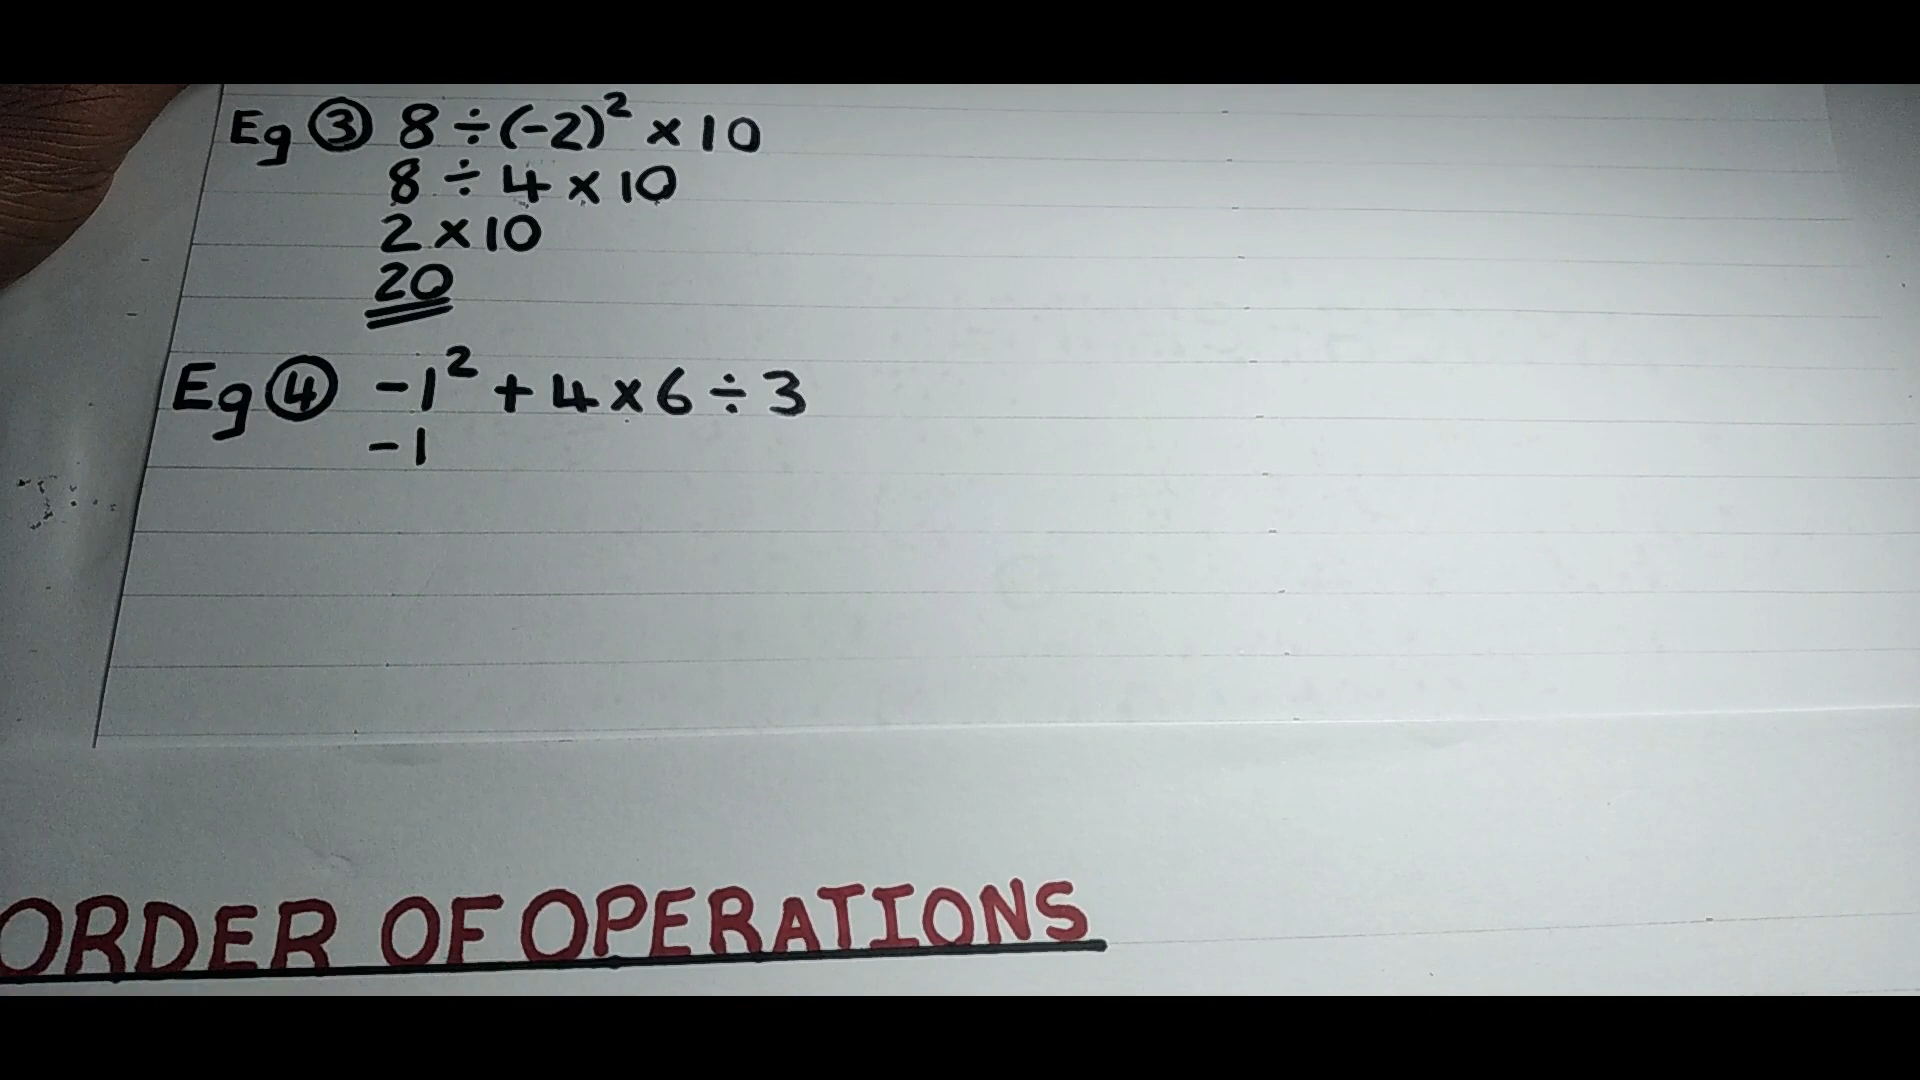 Eg ③ 8 ÷ (-2)² × 10
8 ÷ 4 × 10
2 × 10
20
Eg ④ -1² + 4 × 6 ÷ 3
-1
ORDER OF OPERATIONS